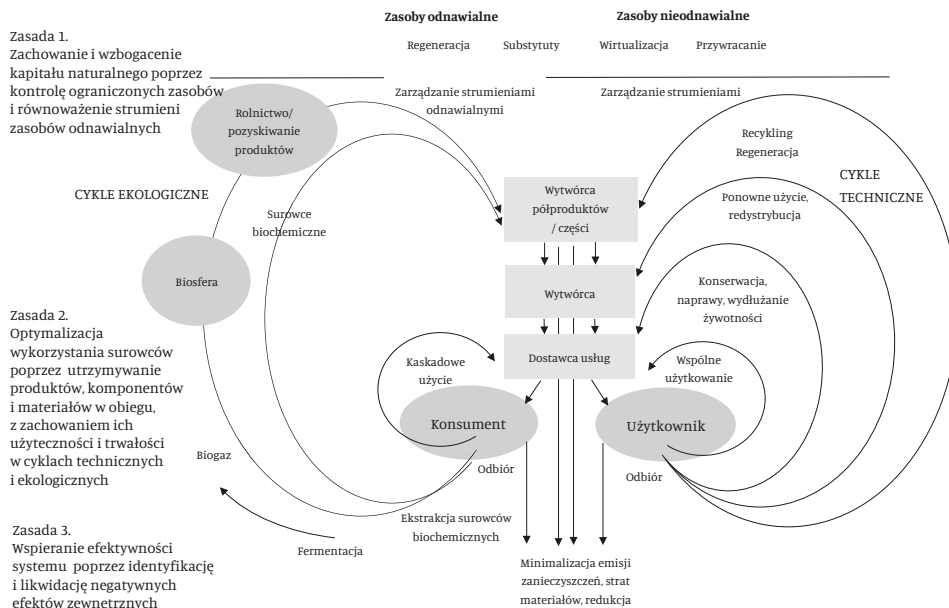 Zasoby odnawialne
Zasoby nieodnawialne
Regeneracja
Substytuty
Wirtualizacja
Przywracanie
Zasada 1.
Zachowanie i wzbogacenie
kapitału naturalnego poprzez
kontrolę ograniczonych zasobów
i równoważenie strumieni
zasobów odnawialnych
Zarządzanie strumieniami
odnawialnymi
Zarządzanie strumieniami
Rolnictwo/
pozyskiwanie
produktów
Recykling
Regeneracja
CYKLE EKOLOGICZNE
CYKLE
TECHNICZNE
Wytwórca
półproduktów
/ części
Ponowne użycie,
redystrybucja
Surowce
biochemiczne
Biosfera
Wytwórca
Konserwacja,
naprawy, wydłużanie
żywotności
Zasada 2.
Optymalizacja
wykorzystania surowców
poprzez utrzymywanie
produktów, komponentów
i materiałów w obiegu,
z zachowaniem ich
użyteczności i trwałości
w cyklach technicznych
i ekologicznych
Dostawca usług
Kaskadowe
użycie
Wspólne
użytkowanie
Konsument
Użytkownik
Biogaz
Odbiór
Odbiór
Ekstrakcja surowców
biochemicznych
Fermentacja
Zasada 3.
Wspieranie efektywności
systemu poprzez identyfikację
i likwidację negatywnych
efektów zewnętrznych
Minimalizacja emisji
zanieczyszczeń, strat
materiałów, redukcja